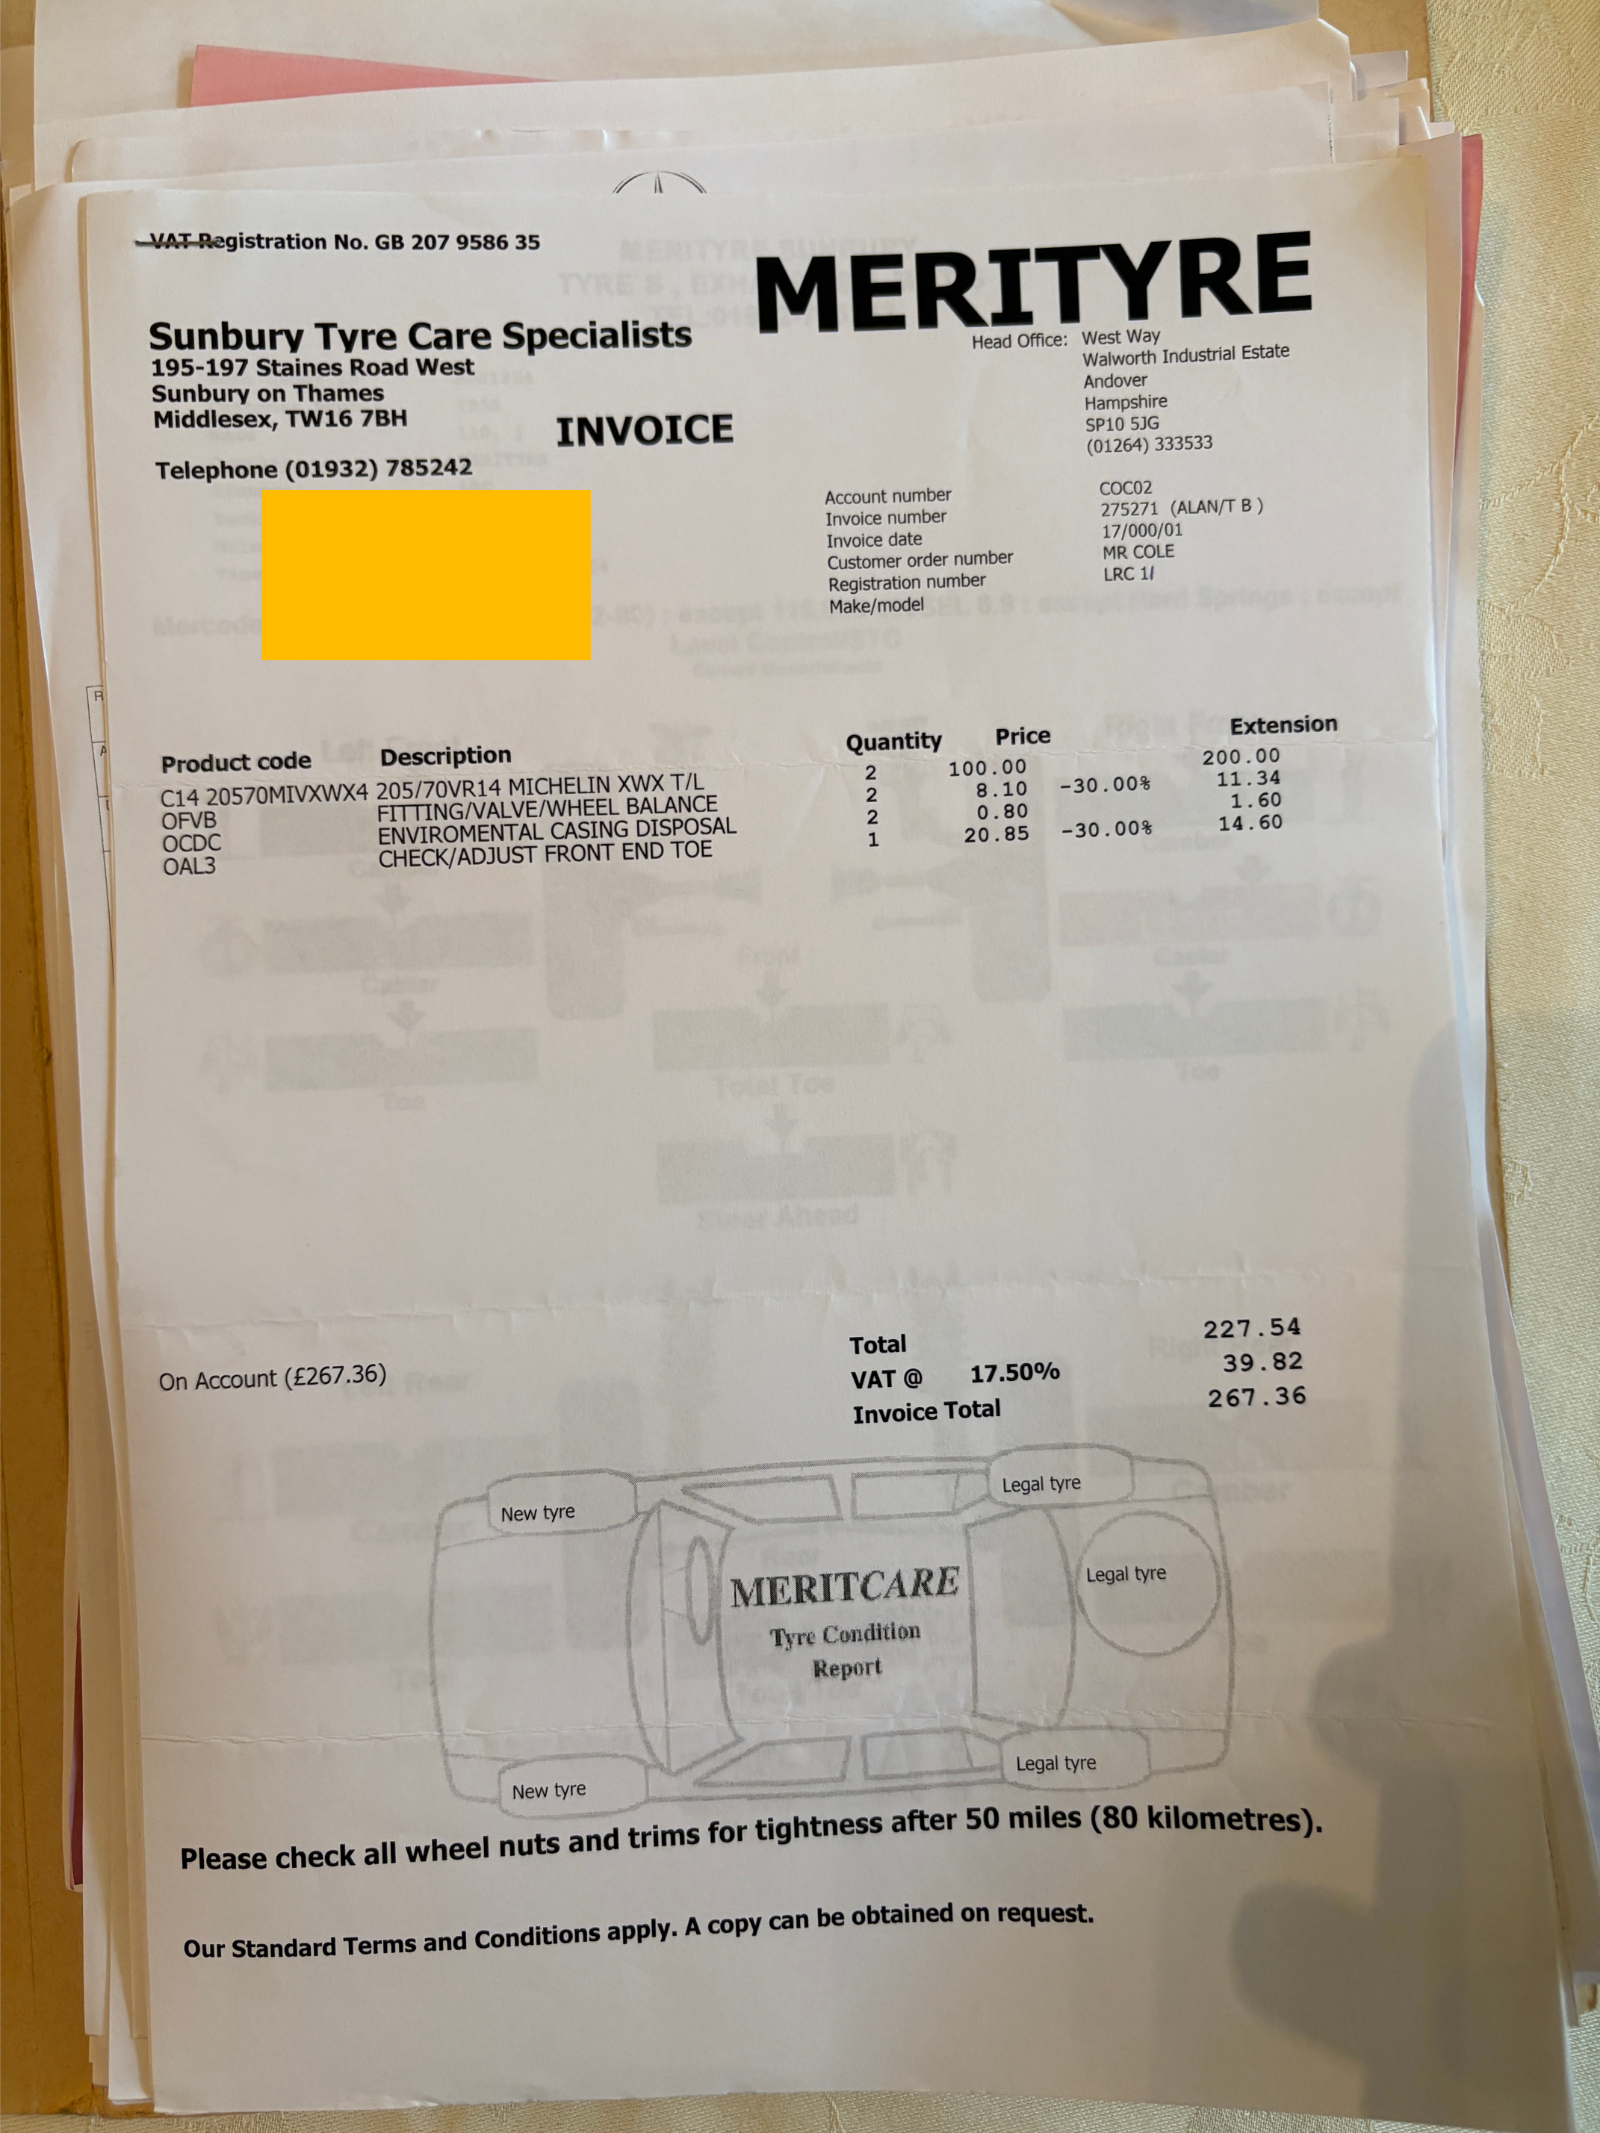 VAT Registration No. GB 207 9586 35
MERITYRE
Sunbury Tyre Care Specialists
195-197 Staines Road West
Sunbury on Thames
Middlesex, TW16 7BH
Telephone (01932) 785242
INVOICE
Head Office: West Way
Walworth Industrial Estate
Andover
Hampshire
SP10 5JG
(01264) 333533
Account number COC02
Invoice number 275271 (ALAN/T B )
Invoice date 17/000/01
Customer order number MR COLE
Registration number LRC 1/
Make/model
Product code Description Quantity Price Extension
C14 20570MIVXWX4 205/70VR14 MICHELIN XWX T/L 2 100.00 200.00
OFVB FITTING/VALVE/WHEEL BALANCE 2 8.10 -30.00% 11.34
OCDC ENVIROMENTAL CASING DISPOSAL 2 0.80 1.60
OAL3 CHECK/ADJUST FRONT END TOE 1 20.85 -30.00% 14.60
Total 227.54
On Account (£267.36) VAT @ 17.50% 39.82
Invoice Total 267.36
New tyre
Legal tyre
Legal tyre
MERITCARE
Tyre Condition
Report
New tyre
Legal tyre
Please check all wheel nuts and trims for tightness after 50 miles (80 kilometres).
Our Standard Terms and Conditions apply. A copy can be obtained on request.